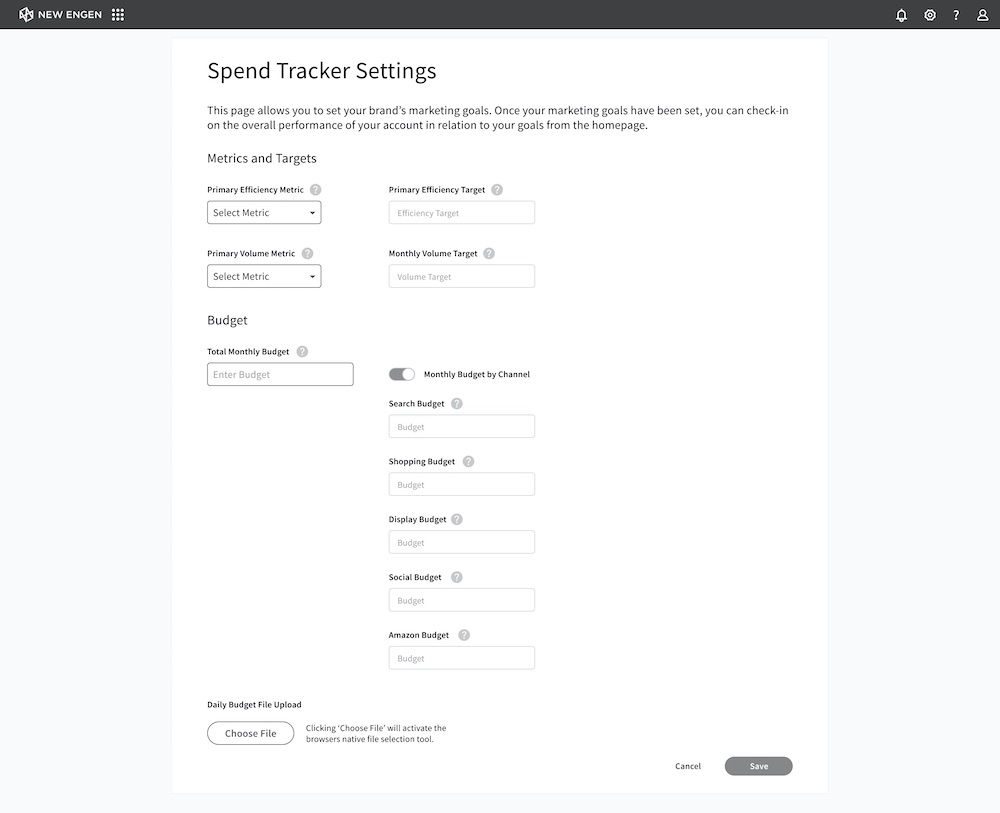 NEW ENGEN
?
Spend Tracker Settings
This page allows you to set your brand's marketing goals. Once your marketing goals have been set, you can check-in
on the overall performance of your account in relation to your goals from the homepage.
Metrics and Targets
Primary Efficiency Metric ?
Primary Efficiency Target ?
Select Metric
Efficiency Target
Primary Volume Metric ?
Monthly Volume Target ?
Select Metric
Volume Target
Budget
Total Monthly Budget ?
Enter Budget
Monthly Budget by Channel
Search Budget ?
Budget
Shopping Budget ?
Budget
Display Budget ?
Budget
Social Budget ?
Budget
Amazon Budget ?
Budget
Daily Budget File Upload
Choose File
Clicking 'Choose File' will activate the
browsers native file selection tool.
Cancel
Save